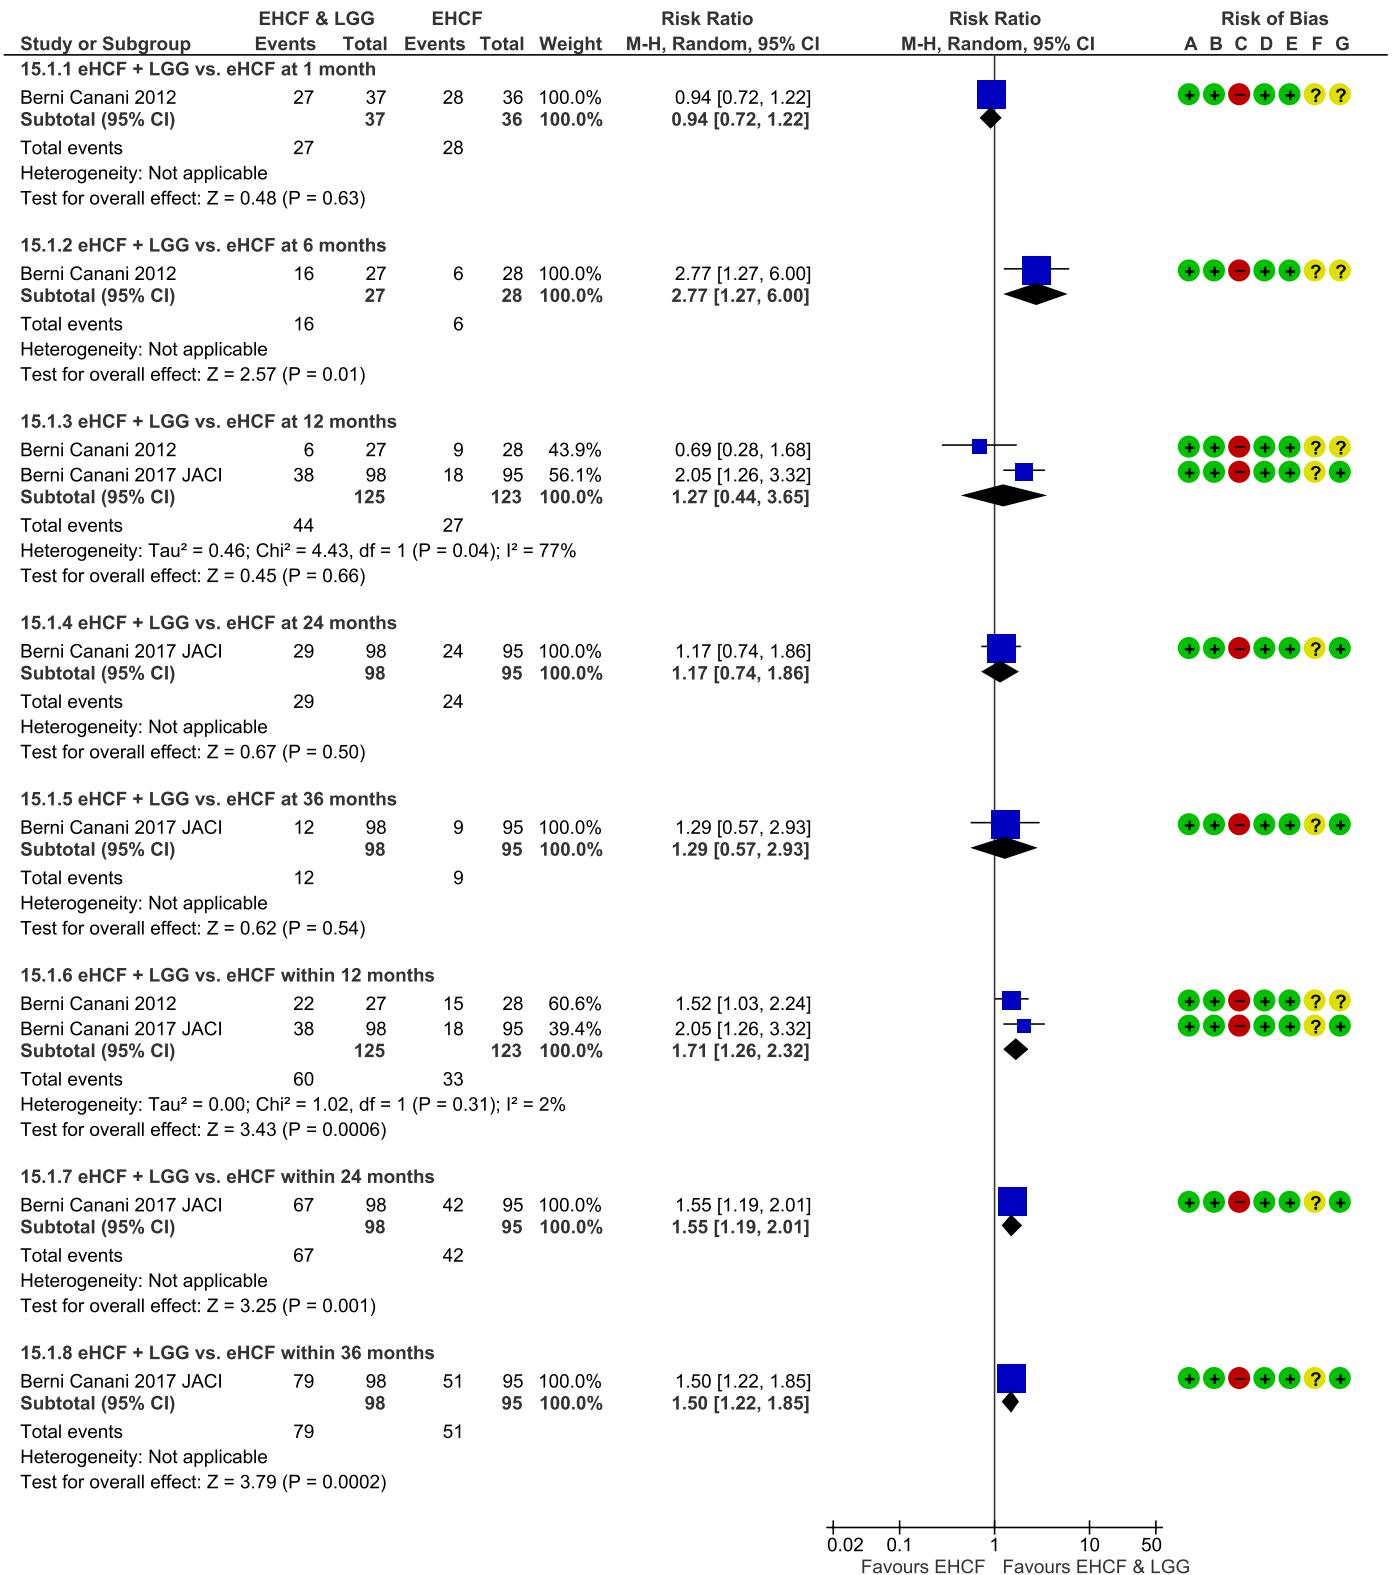 EHCF & LGG EHCF Risk Ratio Risk Ratio Risk of Bias
Study or Subgroup Events Total Events Total Weight M-H, Random, 95% CI M-H, Random, 95% CI A B C D E F G
15.1.1 eHCF + LGG vs. eHCF at 1 month
Berni Canani 2012 27 37 28 36 100.0% 0.94 [0.72, 1.22] + + − + + ? ?
Subtotal (95% CI) 37 36 100.0% 0.94 [0.72, 1.22]
Total events 27 28
Heterogeneity: Not applicable
Test for overall effect: Z = 0.48 (P = 0.63)
15.1.2 eHCF + LGG vs. eHCF at 6 months
Berni Canani 2012 16 27 6 28 100.0% 2.77 [1.27, 6.00] + + − + + ? ?
Subtotal (95% CI) 27 28 100.0% 2.77 [1.27, 6.00]
Total events 16 6
Heterogeneity: Not applicable
Test for overall effect: Z = 2.57 (P = 0.01)
15.1.3 eHCF + LGG vs. eHCF at 12 months
Berni Canani 2012 6 27 9 28 43.9% 0.69 [0.28, 1.68] + + − + + ? ?
Berni Canani 2017 JACI 38 98 18 95 56.1% 2.05 [1.26, 3.32] + + − + + ? +
Subtotal (95% CI) 125 123 100.0% 1.27 [0.44, 3.65]
Total events 44 27
Heterogeneity: Tau² = 0.46; Chi² = 4.43, df = 1 (P = 0.04); I² = 77%
Test for overall effect: Z = 0.45 (P = 0.66)
15.1.4 eHCF + LGG vs. eHCF at 24 months
Berni Canani 2017 JACI 29 98 24 95 100.0% 1.17 [0.74, 1.86] + + − + + ? +
Subtotal (95% CI) 98 95 100.0% 1.17 [0.74, 1.86]
Total events 29 24
Heterogeneity: Not applicable
Test for overall effect: Z = 0.67 (P = 0.50)
15.1.5 eHCF + LGG vs. eHCF at 36 months
Berni Canani 2017 JACI 12 98 9 95 100.0% 1.29 [0.57, 2.93] + + − + + ? +
Subtotal (95% CI) 98 95 100.0% 1.29 [0.57, 2.93]
Total events 12 9
Heterogeneity: Not applicable
Test for overall effect: Z = 0.62 (P = 0.54)
15.1.6 eHCF + LGG vs. eHCF within 12 months
Berni Canani 2012 22 27 15 28 60.6% 1.52 [1.03, 2.24] + + − + + ? ?
Berni Canani 2017 JACI 38 98 18 95 39.4% 2.05 [1.26, 3.32] + + − + + ? +
Subtotal (95% CI) 125 123 100.0% 1.71 [1.26, 2.32]
Total events 60 33
Heterogeneity: Tau² = 0.00; Chi² = 1.02, df = 1 (P = 0.31); I² = 2%
Test for overall effect: Z = 3.43 (P = 0.0006)
15.1.7 eHCF + LGG vs. eHCF within 24 months
Berni Canani 2017 JACI 67 98 42 95 100.0% 1.55 [1.19, 2.01] + + − + + ? +
Subtotal (95% CI) 98 95 100.0% 1.55 [1.19, 2.01]
Total events 67 42
Heterogeneity: Not applicable
Test for overall effect: Z = 3.25 (P = 0.001)
15.1.8 eHCF + LGG vs. eHCF within 36 months
Berni Canani 2017 JACI 79 98 51 95 100.0% 1.50 [1.22, 1.85] + + − + + ? +
Subtotal (95% CI) 98 95 100.0% 1.50 [1.22, 1.85]
Total events 79 51
Heterogeneity: Not applicable
Test for overall effect: Z = 3.79 (P = 0.0002)
0.02 0.1 1 10 50
Favours EHCF Favours EHCF & LGG